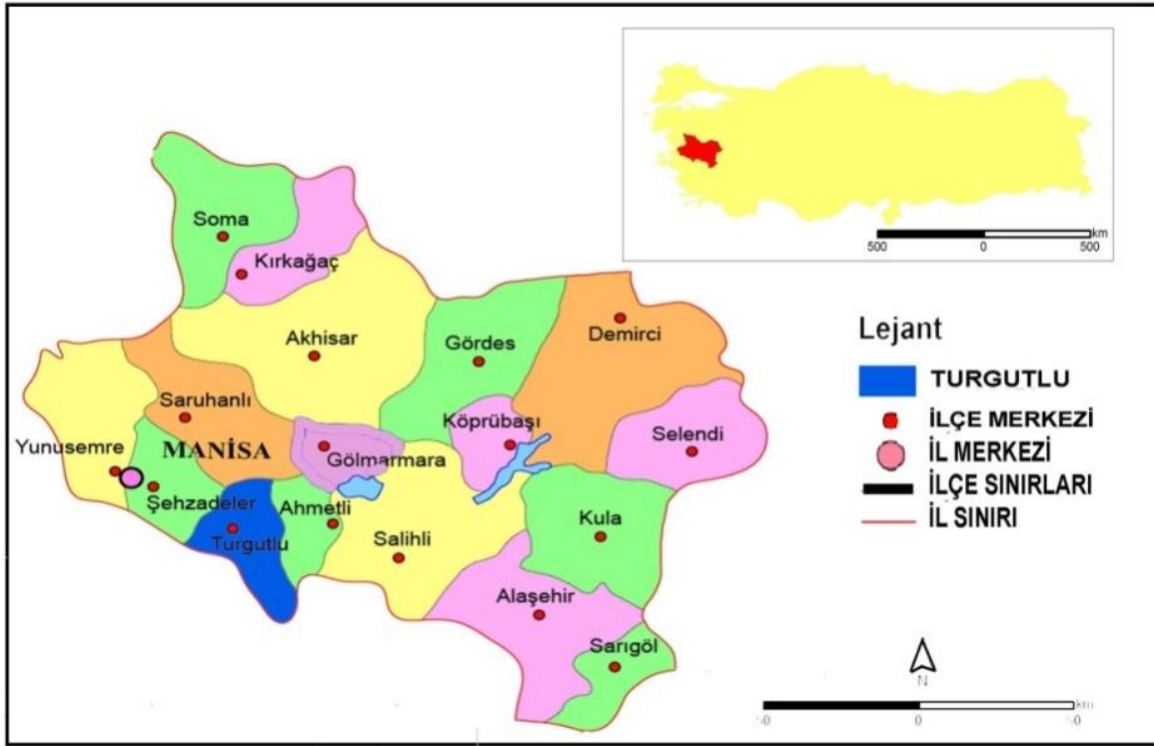 km
500
0
500
Soma
Kırkağaç
Akhisar
Gördes
Demirci
Saruhanlı
Köprübaşı
Selendi
Yunusemre
MANİSA
Gölmarmara
Şehzadeler
Ahmetli
Turgutlu
Salihli
Kula
Alaşehir
Sarıgöl
Lejant
TURGUTLU
İLÇE MERKEZİ
İL MERKEZİ
İLÇE SINIRLARI
İL SINIRI
N
km
0